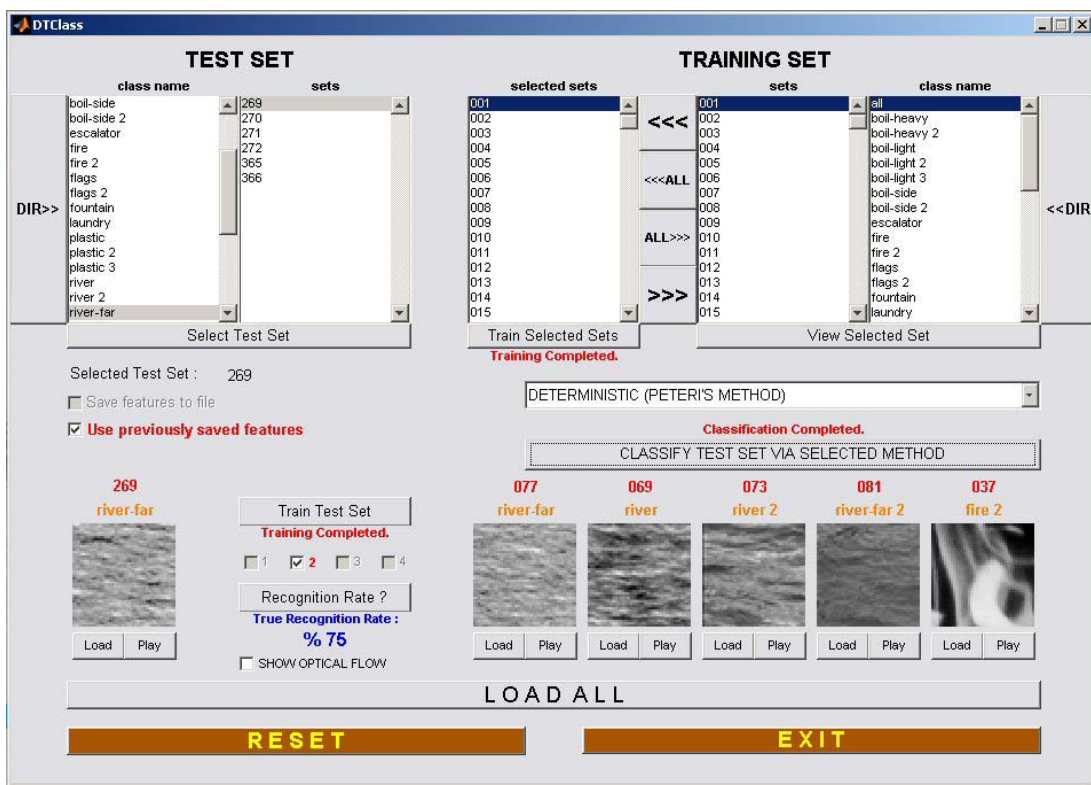 DTClass
TEST SET
TRAINING SET
class name
sets
selected sets
sets
class name
DIR>>
boil-side
boil-side 2
escalator
fire
fire 2
flags
flags 2
fountain
laundry
plastic
plastic 2
plastic 3
river
river 2
river-far
269
270
271
272
365
366
001
002
003
004
005
006
007
008
009
010
011
012
013
014
015
<<<
<<<ALL
ALL>>>
>>>
001
002
003
004
005
006
007
008
009
010
011
012
013
014
015
all
boil-heavy
boil-heavy 2
boil-light
boil-light 2
boil-light 3
boil-side
boil-side 2
escalator
fire
fire 2
flags
flags 2
fountain
laundry
<<DIR
Select Test Set
Train Selected Sets
View Selected Set
Training Completed.
Selected Test Set : 269
Save features to file
Use previously saved features
DETERMINISTIC (PETERI'S METHOD)
Classification Completed.
CLASSIFY TEST SET VIA SELECTED METHOD
269
river-far
Load Play
Train Test Set
Training Completed.
1 2 3 4
Recognition Rate ?
True Recognition Rate :
% 75
SHOW OPTICAL FLOW
077
river-far
Load Play
069
river
Load Play
073
river 2
Load Play
081
river-far 2
Load Play
037
fire 2
Load Play
LOAD ALL
RESET
EXIT